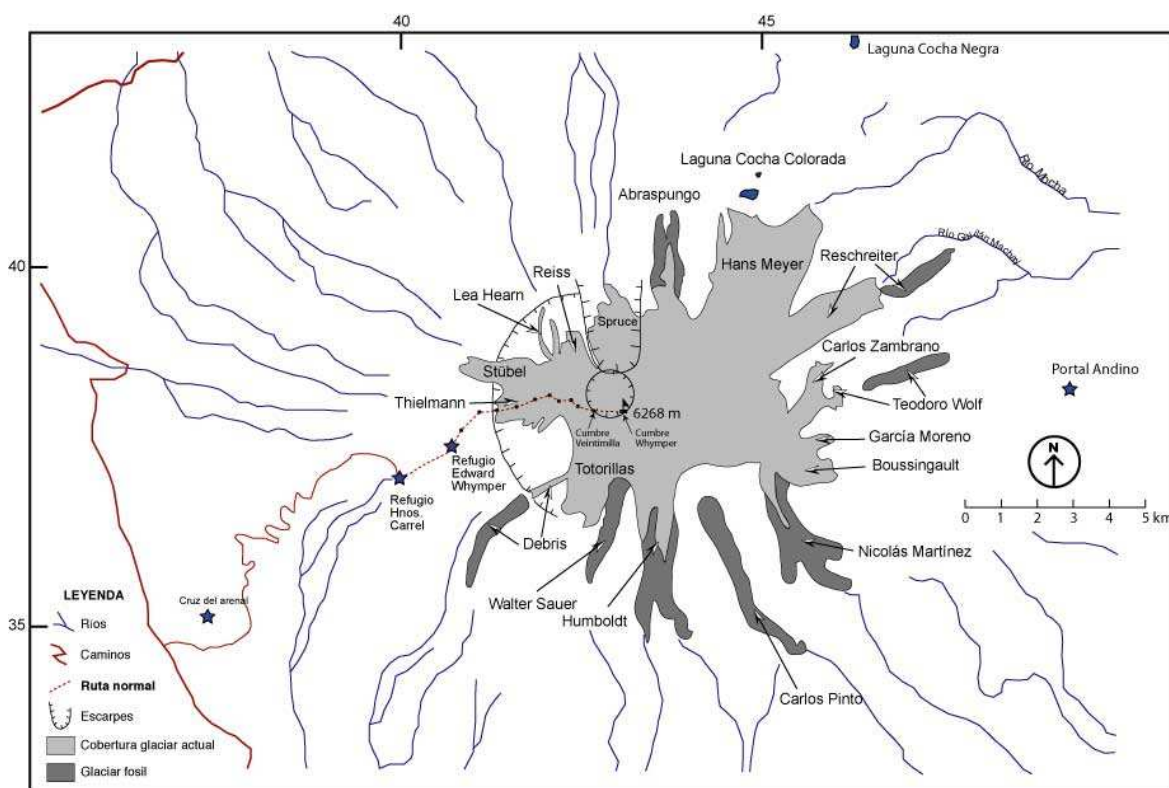 40
45
Laguna Cocha Negra
Laguna Cocha Colorada
Río Mocha
Abraspungo
40
Hans Meyer
Reschreiter
Reiss
Lea Hearn
Spruce
Carlos Zambrano
Stübel
Portal Andino
Thielmann
6268 m
Teodoro Wolf
Cumbre
Veintimilla
Cumbre
Whymper
García Moreno
Refugio
Edward
Whymper
Totorillas
Boussingault
N
Refugio
Hnos.
Carrel
0 1 2 3 4 5 km
Debris
Nicolás Martínez
Walter Sauer
Humboldt
Cruz del arenal
35
Carlos Pinto
LEYENDA
Ríos
Caminos
Ruta normal
Escarpes
Cobertura glaciar actual
Glaciar fosil